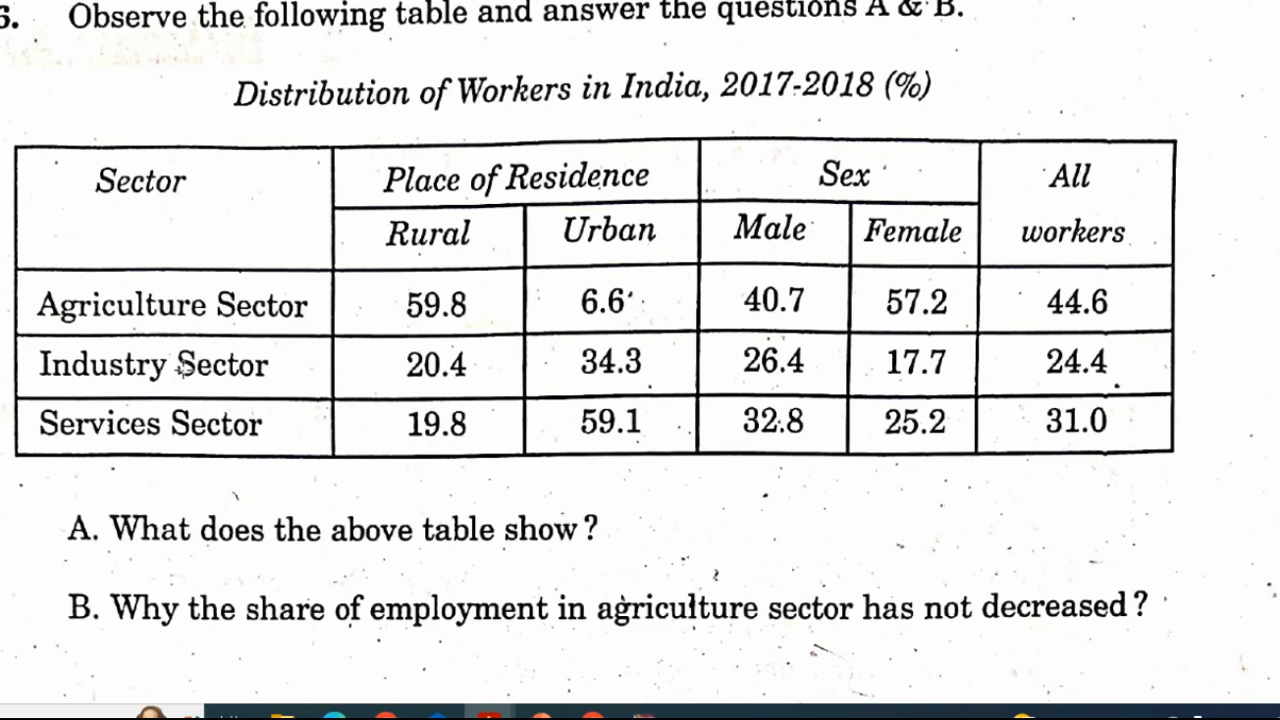 6. Observe the following table and answer the questions A & B.
Distribution of Workers in India, 2017-2018 (%)
Sector Place of Residence Sex All workers
Rural Urban Male Female
Agriculture Sector 59.8 6.6 40.7 57.2 44.6
Industry Sector 20.4 34.3 26.4 17.7 24.4
Services Sector 19.8 59.1 32.8 25.2 31.0
A. What does the above table show?
B. Why the share of employment in agriculture sector has not decreased?